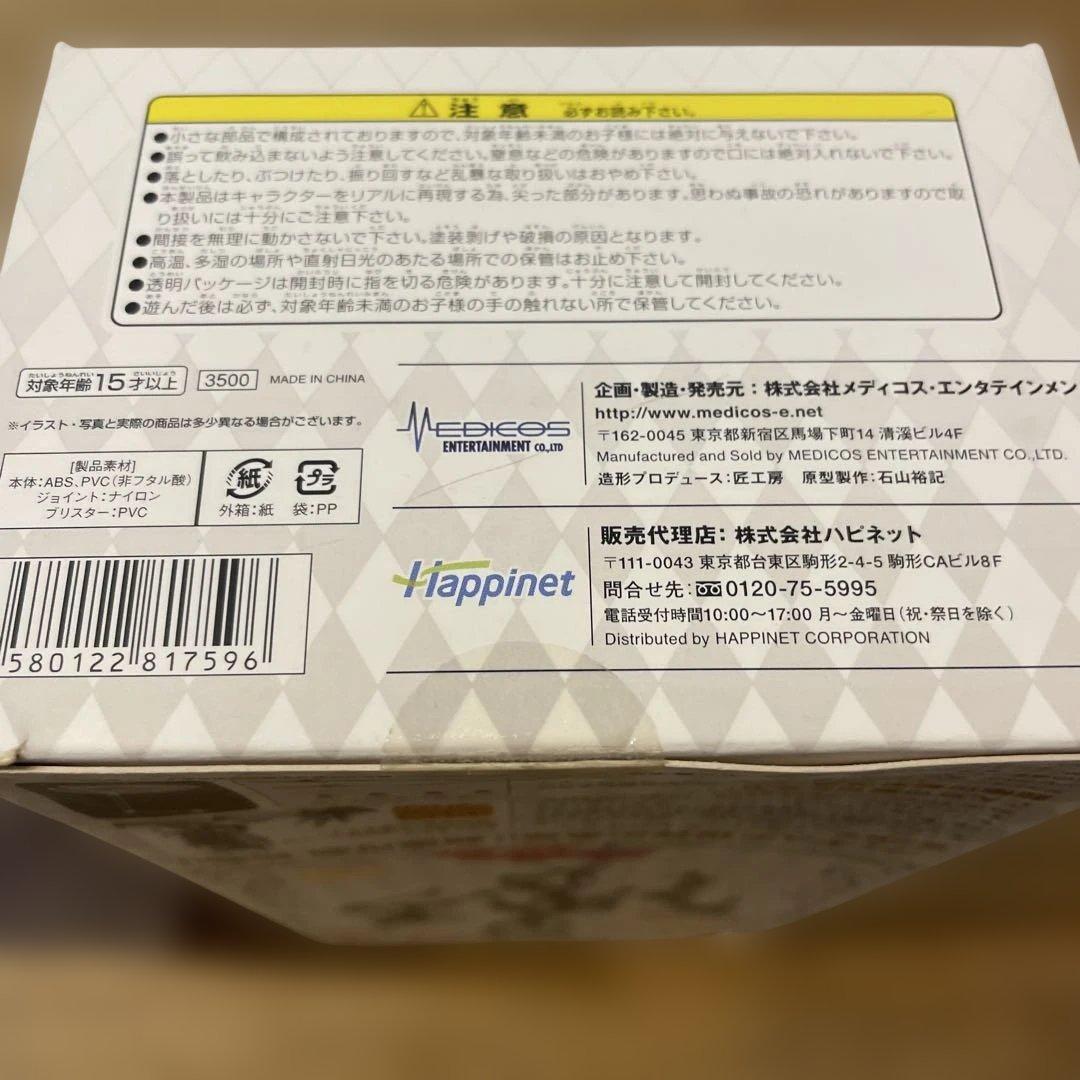 ⚠ 注意 必ずお読み下さい。
●小さな部品で構成されておりますので、対象年齢未満のお子様には絶対に与えないで下さい。
●誤って飲み込まないよう注意してください。窒息などの危険がありますので口には絶対入れないで下さい。
●落としたり、ぶつけたり、振り回すなど乱暴な取り扱いはおやめ下さい。
●本製品はキャラクターをリアルに再現する為、尖った部分があります。思わぬ事故の恐れがありますので取
り扱いには十分にご注意下さい。
●間接を無理に動かさないで下さい。塗装剥げや破損の原因となります。
●高温、多湿の場所や直射日光のあたる場所での保管はお止め下さい。
●透明パッケージは開封時に指を切る危険があります。十分に注意して開封してください。
●遊んだ後は必ず、対象年齢未満のお子様の手の触れない所で保管してください。
対象年齢15才以上 3500 MADE IN CHINA
※イラスト・写真と実際の商品は多少異なる場合がございます。
[製品素材]
本体:ABS、PVC(非フタル酸)
ジョイント:ナイロン
ブリスター:PVC
紙 プラ
外箱:紙 袋:PP
580122 817596
MEDICOS
ENTERTAINMENT CO.,LTD
企画・製造・発売元:株式会社メディコス・エンタテインメン
http://www.medicos-e.net
〒162-0045 東京都新宿区馬場下町14 清溪ビル4F
Manufactured and Sold by MEDICOS ENTERTAINMENT CO.,LTD.
造形プロデュース:匠工房 原型製作:石山裕記
Happinet
販売代理店:株式会社ハピネット
〒111-0043 東京都台東区駒形2-4-5 駒形CAビル8F
問合せ先:0120-75-5995
電話受付時間10:00〜17:00 月〜金曜日(祝・祭日を除く)
Distributed by HAPPINET CORPORATION